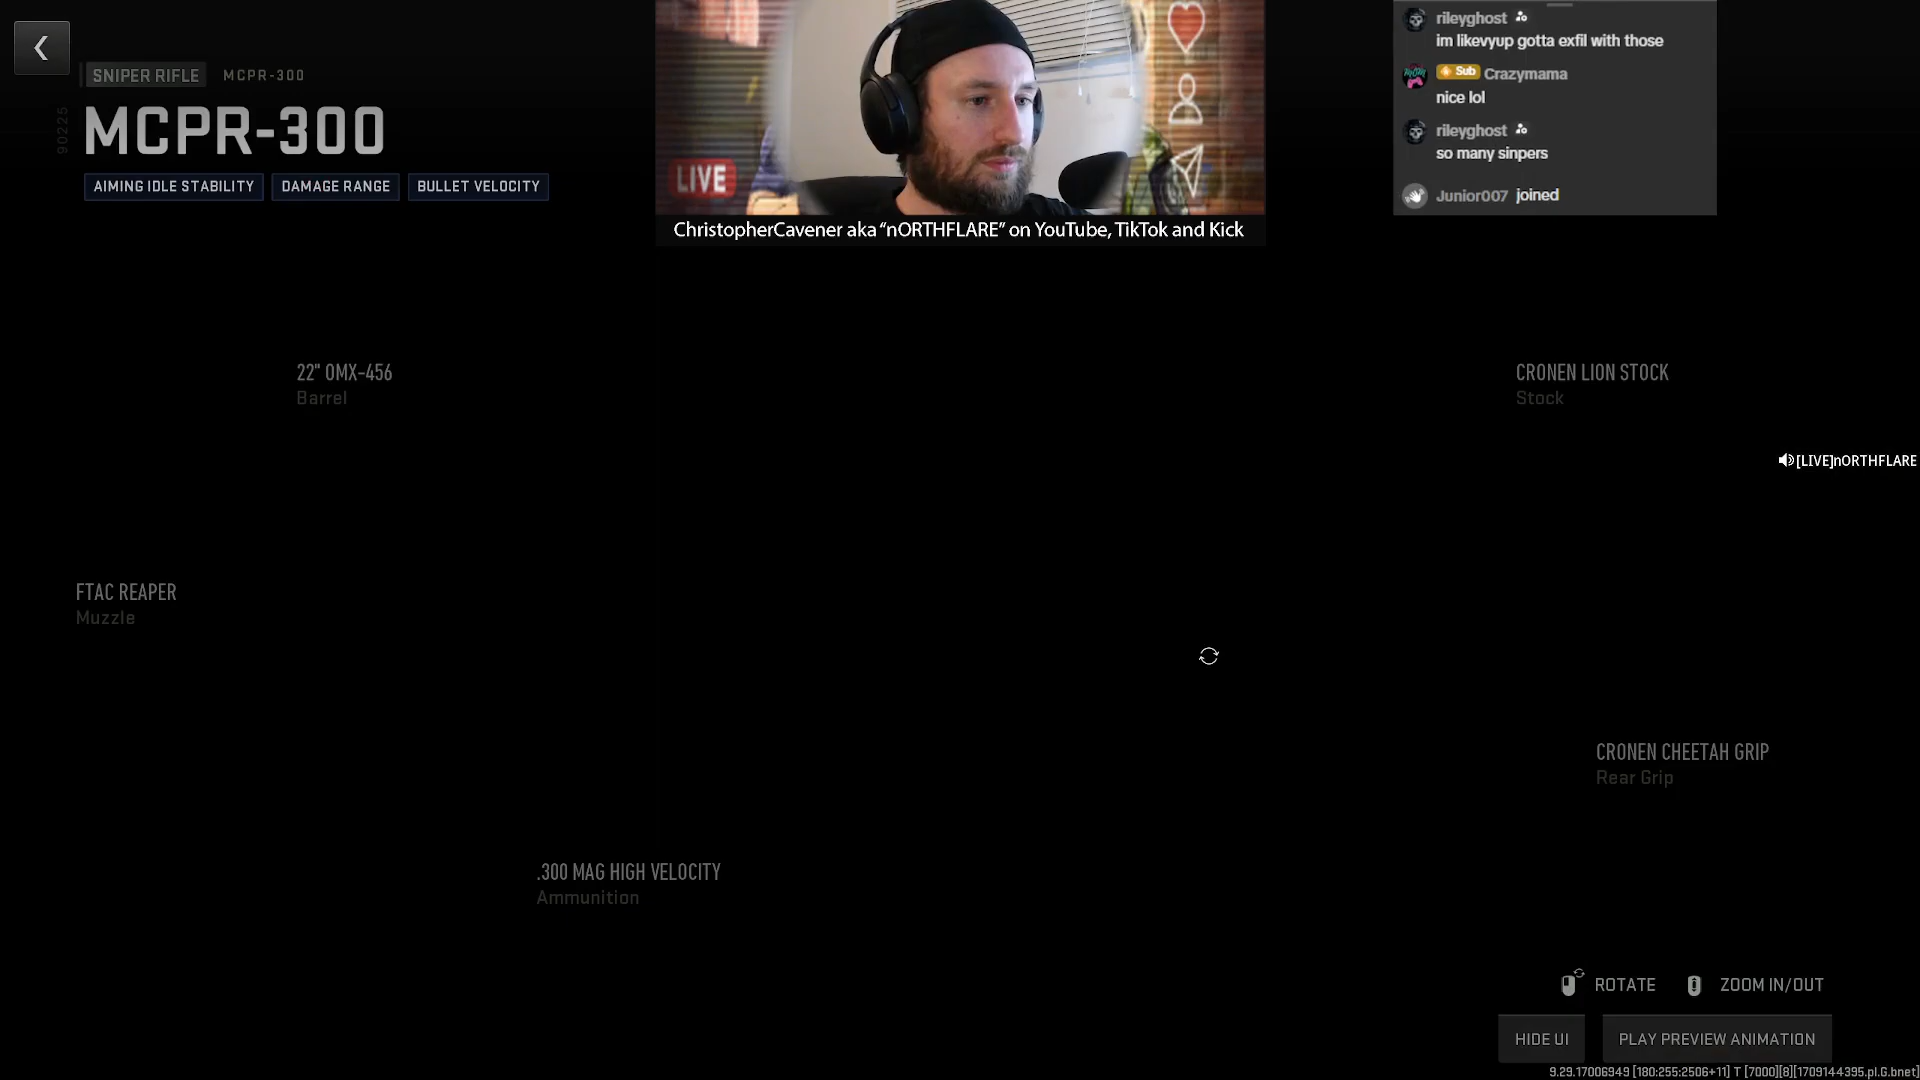 SNIPER RIFLE MCPR-300
90225
MCPR-300
AIMING IDLE STABILITY DAMAGE RANGE BULLET VELOCITY
LIVE
ChristopherCavener aka "nORTHFLARE" on YouTube, TikTok and Kick
rileyghost
im likevyup gotta exfil with those
Sub Crazymama
nice lol
rileyghost
so many sinpers
Junior007 joined
22" OMX-456
Barrel
CRONEN LION STOCK
Stock
[LIVE]nORTHFLARE
FTAC REAPER
Muzzle
CRONEN CHEETAH GRIP
Rear Grip
.300 MAG HIGH VELOCITY
Ammunition
ROTATE ZOOM IN/OUT
HIDE UI PLAY PREVIEW ANIMATION
9.29.17006949 [180:255:2506+11] T [7000][8][1709144395.pl.G.bnet]